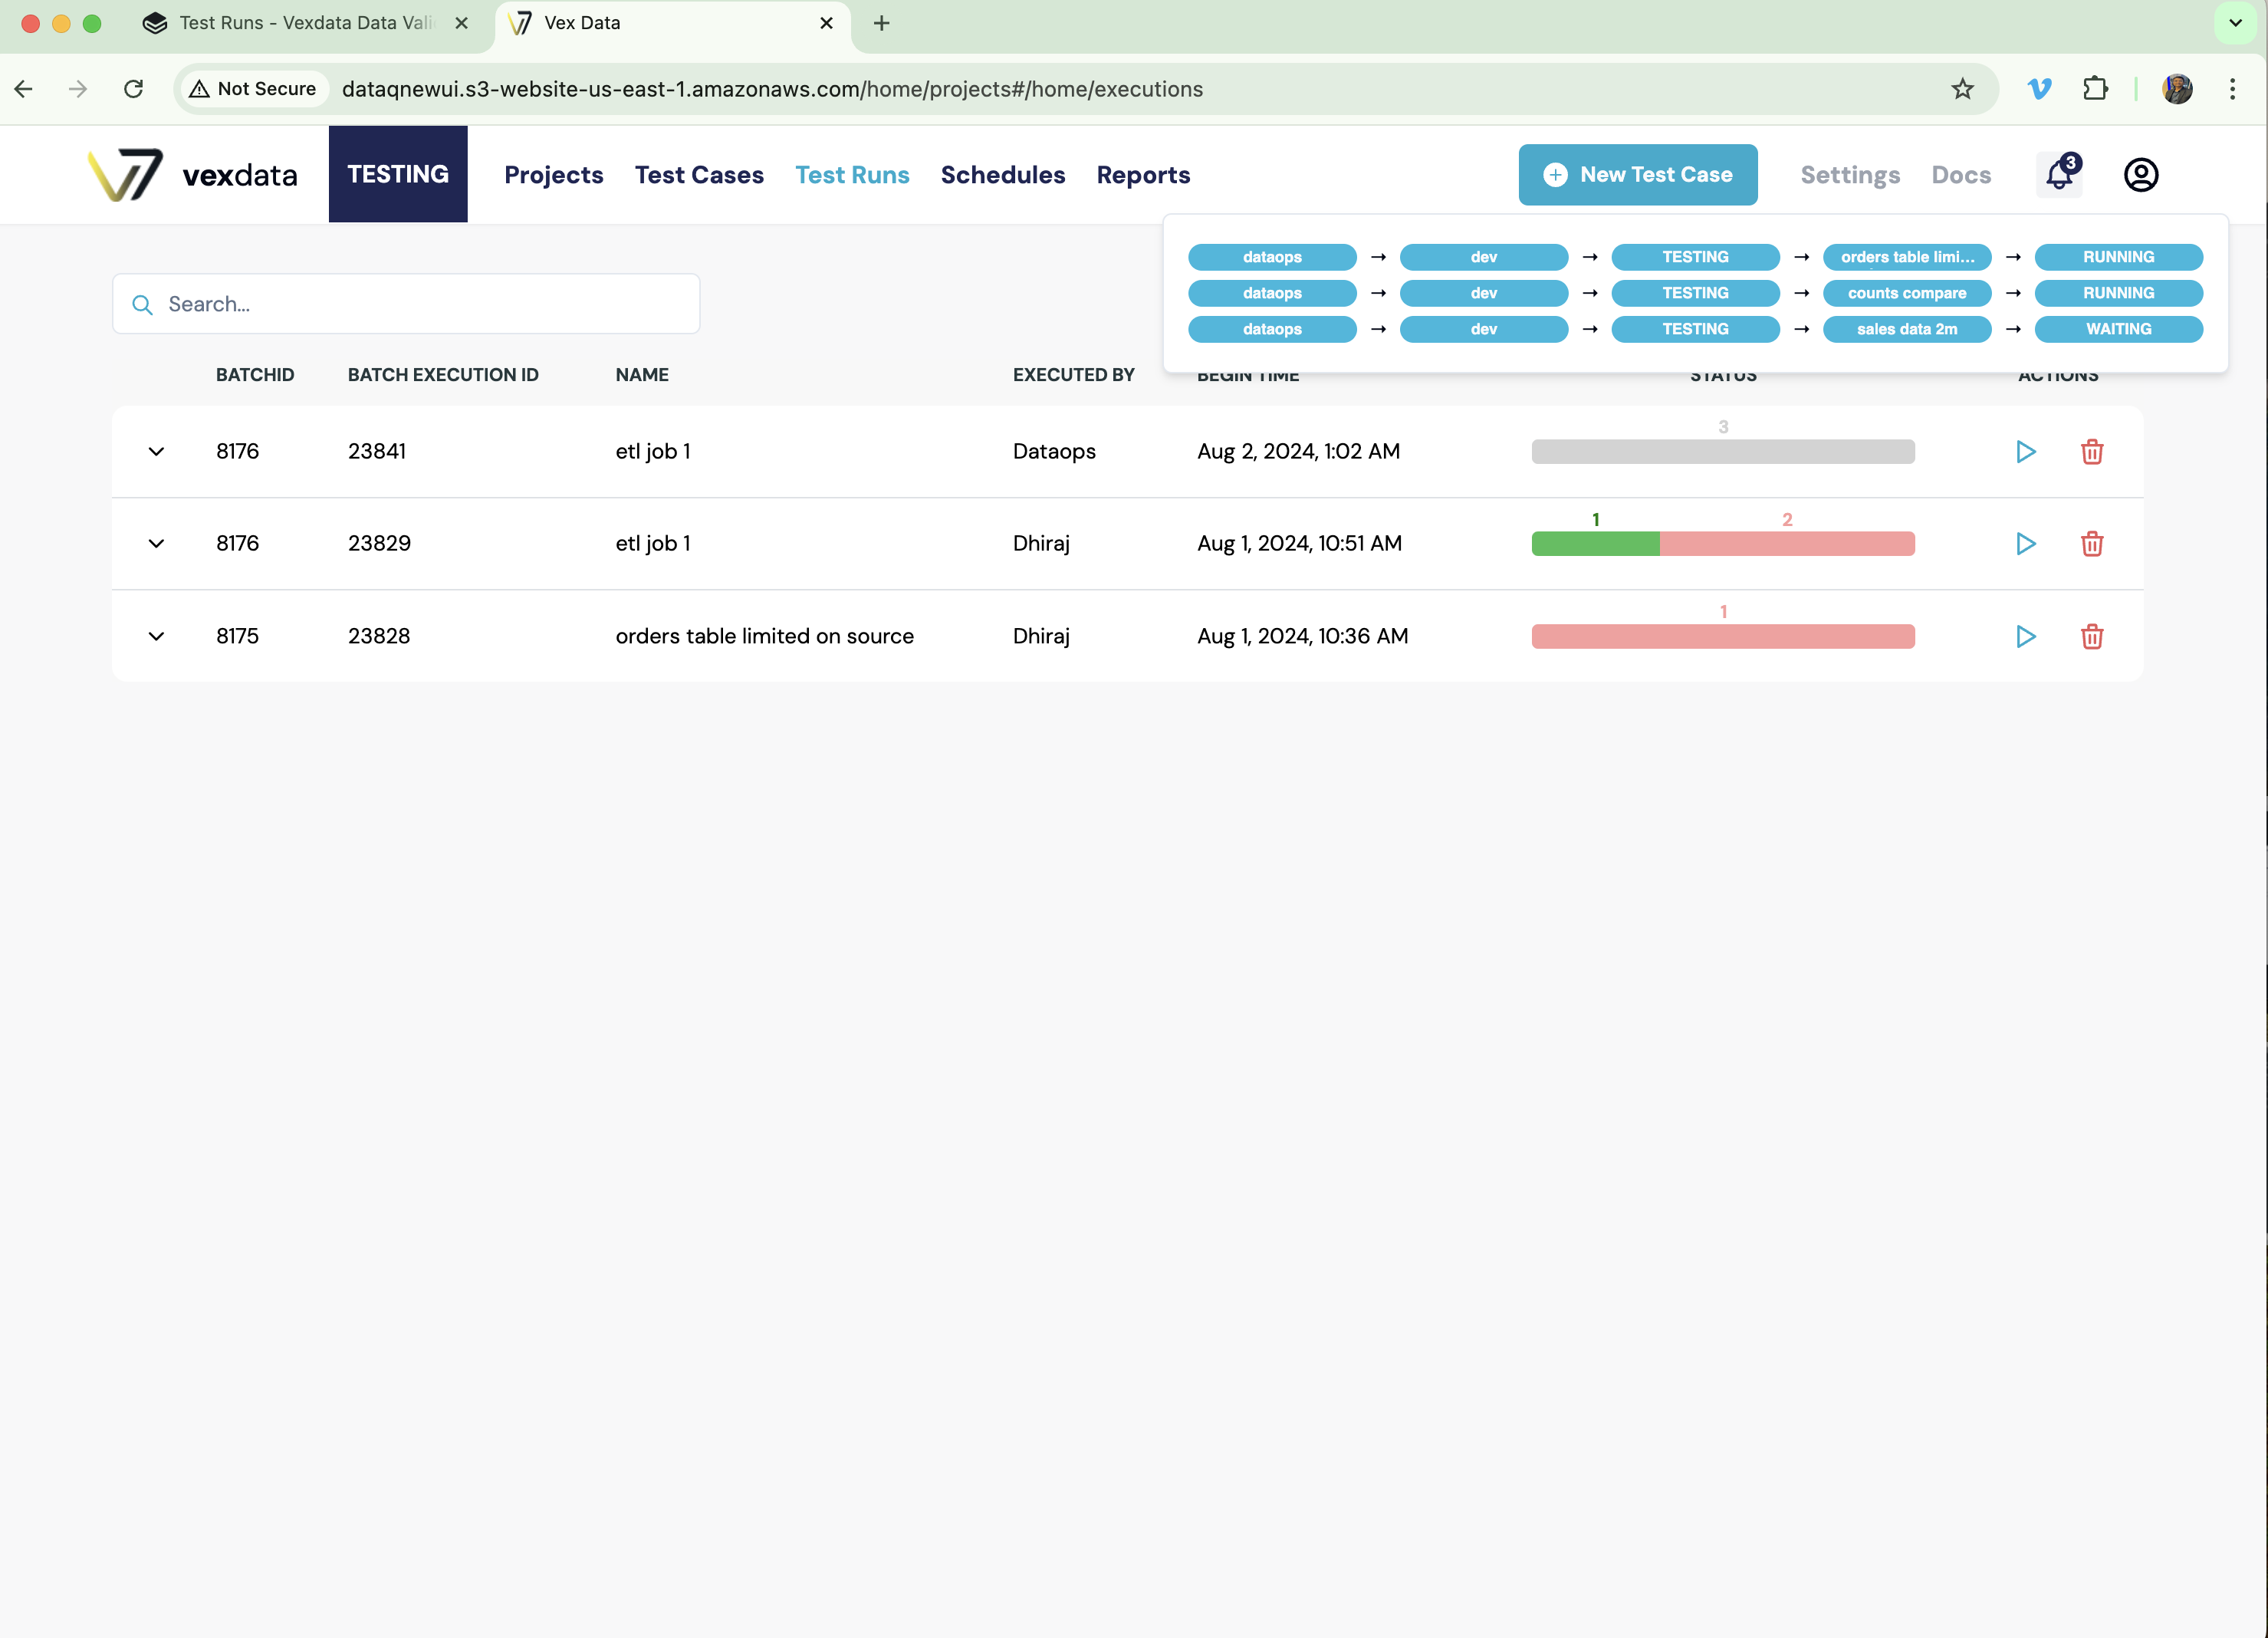 Test Runs - Vexdata Data Vali
Vex Data
Not Secure dataqnewui.s3-website-us-east-1.amazonaws.com/home/projects#/home/executions
vexdata TESTING Projects Test Cases Test Runs Schedules Reports New Test Case Settings Docs 3
dataops → dev → TESTING → orders table limi... → RUNNING
dataops → dev → TESTING → counts compare → RUNNING
dataops → dev → TESTING → sales data 2m → WAITING
Search...
BATCHID BATCH EXECUTION ID NAME EXECUTED BY BEGIN TIME STATUS ACTIONS
3
8176 23841 etl job 1 Dataops Aug 2, 2024, 1:02 AM
1 2
8176 23829 etl job 1 Dhiraj Aug 1, 2024, 10:51 AM
1
8175 23828 orders table limited on source Dhiraj Aug 1, 2024, 10:36 AM